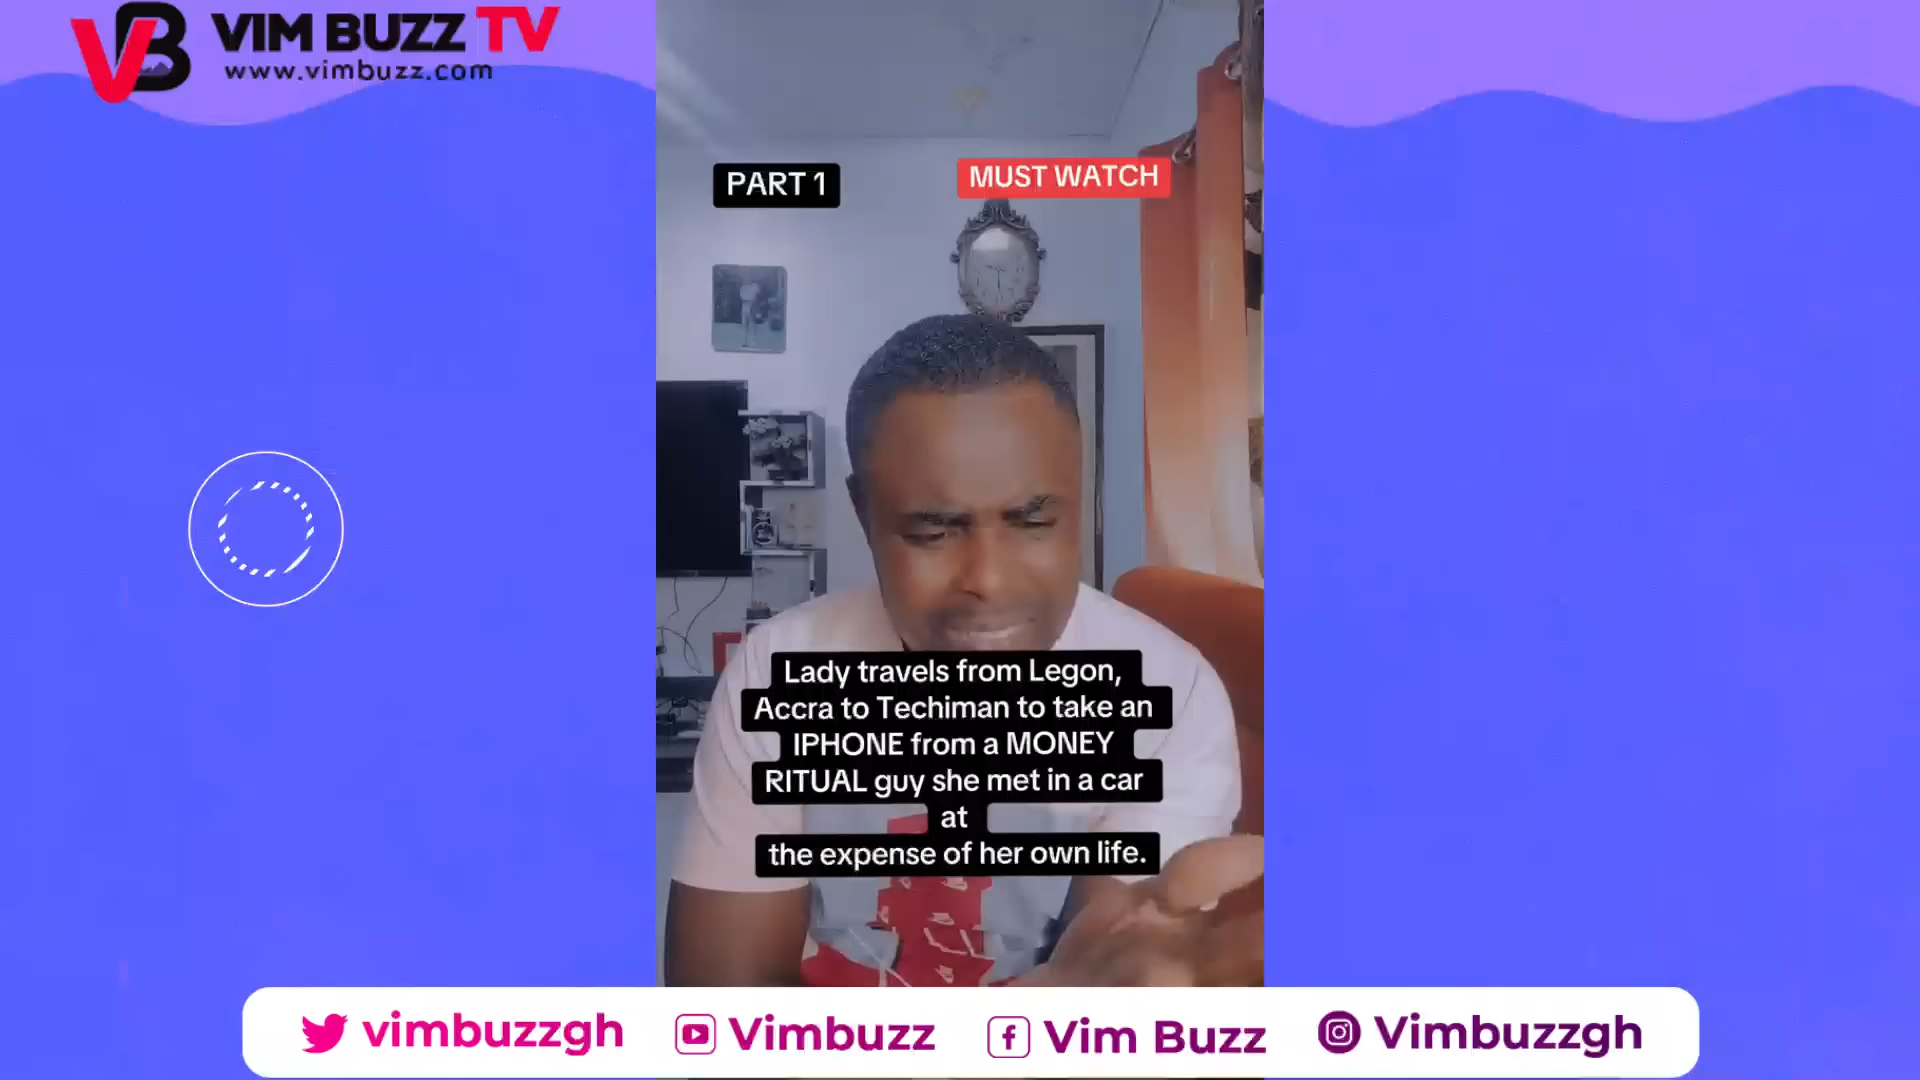 VB VIM BUZZ TV
www.vimbuzz.com
PART 1
MUST WATCH
Lady travels from Legon,
Accra to Techiman to take an
IPHONE from a MONEY
RITUAL guy she met in a car
at
the expense of her own life.
vimbuzzgh
Vimbuzz
Vim Buzz
Vimbuzzgh